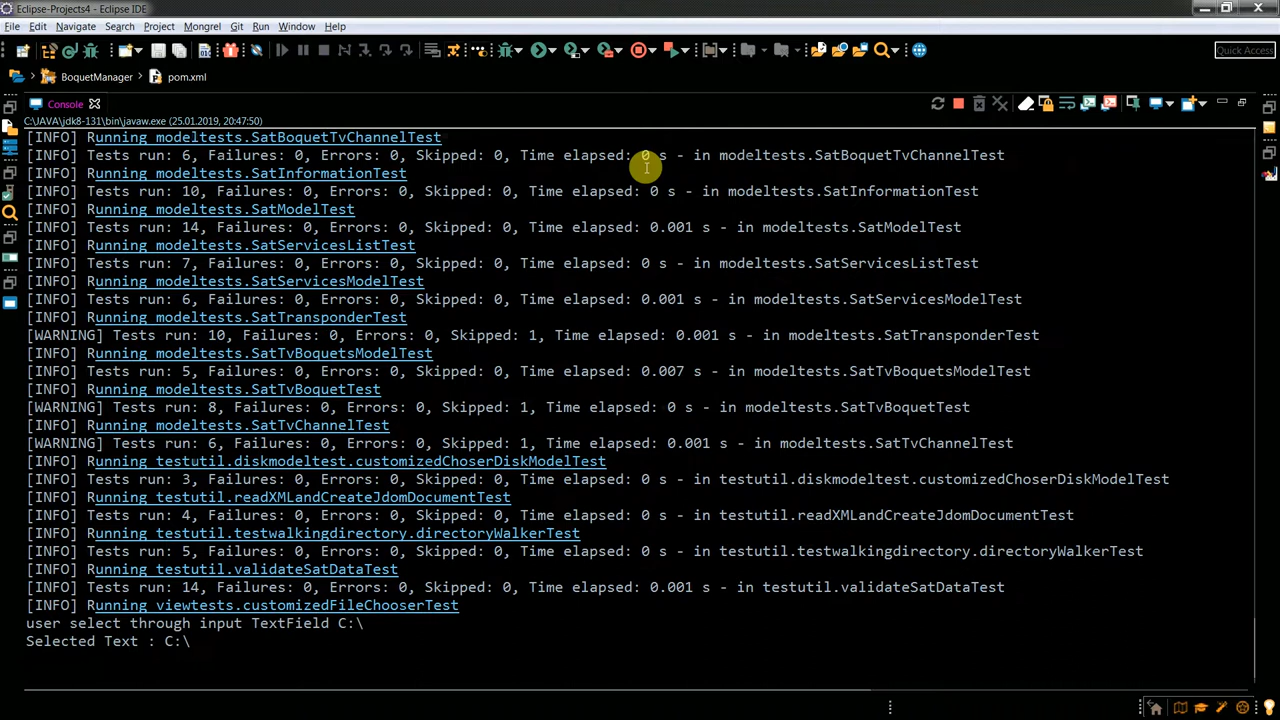 Eclipse-Projects4 - Eclipse IDE
File Edit Navigate Search Project Mongrel Git Run Window Help
Quick Access
BoquetManager pom.xml
Console
C:\JAVA\jdk8-131\bin\javaw.exe (25.01.2019, 20:47:50)
[INFO] Running modeltests.SatBoquetTvChannelTest
[INFO] Tests run: 6, Failures: 0, Errors: 0, Skipped: 0, Time elapsed: 0 s - in modeltests.SatBoquetTvChannelTest
[INFO] Running modeltests.SatInformationTest
[INFO] Tests run: 10, Failures: 0, Errors: 0, Skipped: 0, Time elapsed: 0 s - in modeltests.SatInformationTest
[INFO] Running modeltests.SatModelTest
[INFO] Tests run: 14, Failures: 0, Errors: 0, Skipped: 0, Time elapsed: 0.001 s - in modeltests.SatModelTest
[INFO] Running modeltests.SatServicesListTest
[INFO] Tests run: 7, Failures: 0, Errors: 0, Skipped: 0, Time elapsed: 0 s - in modeltests.SatServicesListTest
[INFO] Running modeltests.SatServicesModelTest
[INFO] Tests run: 6, Failures: 0, Errors: 0, Skipped: 0, Time elapsed: 0.001 s - in modeltests.SatServicesModelTest
[INFO] Running modeltests.SatTransponderTest
[WARNING] Tests run: 10, Failures: 0, Errors: 0, Skipped: 1, Time elapsed: 0.001 s - in modeltests.SatTransponderTest
[INFO] Running modeltests.SatTvBoquetsModelTest
[INFO] Tests run: 5, Failures: 0, Errors: 0, Skipped: 0, Time elapsed: 0.007 s - in modeltests.SatTvBoquetsModelTest
[INFO] Running modeltests.SatTvBoquetTest
[WARNING] Tests run: 8, Failures: 0, Errors: 0, Skipped: 1, Time elapsed: 0 s - in modeltests.SatTvBoquetTest
[INFO] Running modeltests.SatTvChannelTest
[WARNING] Tests run: 6, Failures: 0, Errors: 0, Skipped: 1, Time elapsed: 0.001 s - in modeltests.SatTvChannelTest
[INFO] Running testutil.diskmodeltest.customizedChoserDiskModelTest
[INFO] Tests run: 3, Failures: 0, Errors: 0, Skipped: 0, Time elapsed: 0 s - in testutil.diskmodeltest.customizedChoserDiskModelTest
[INFO] Running testutil.readXMLandCreateJdomDocumentTest
[INFO] Tests run: 4, Failures: 0, Errors: 0, Skipped: 0, Time elapsed: 0 s - in testutil.readXMLandCreateJdomDocumentTest
[INFO] Running testutil.testwalkingdirectory.directoryWalkerTest
[INFO] Tests run: 5, Failures: 0, Errors: 0, Skipped: 0, Time elapsed: 0 s - in testutil.testwalkingdirectory.directoryWalkerTest
[INFO] Running testutil.validateSatDataTest
[INFO] Tests run: 14, Failures: 0, Errors: 0, Skipped: 0, Time elapsed: 0.001 s - in testutil.validateSatDataTest
[INFO] Running viewtests.customizedFileChooserTest
user select through input TextField C:\
Selected Text : C:\